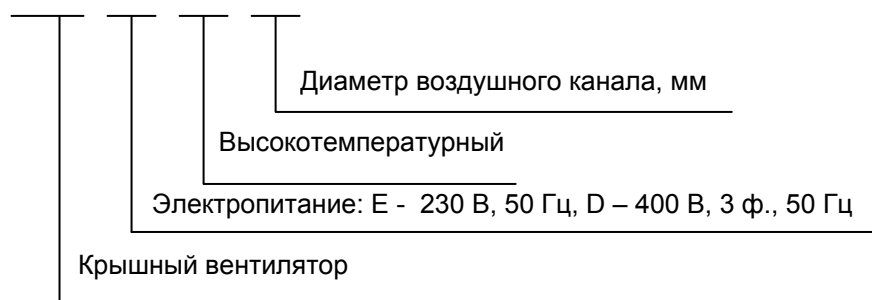 Диаметр воздушного канала, мм
Высокотемпературный
Электропитание: E - 230 В, 50 Гц, D – 400 В, 3 ф., 50 Гц
Крышный вентилятор